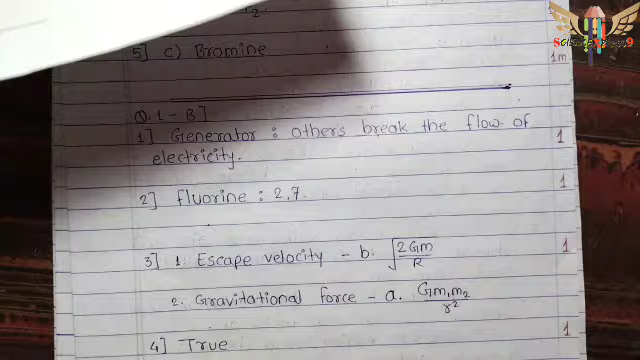 5] c) Bromine
1m
Q.1-B]
1] Generator : others break the flow of 1
electricity.
2] fluorine : 2,7. 1
3] 1. Escape velocity - b. √(2GM/R) 1
2. Gravitational force - a. Gm₁m₂/r²
4] True 1